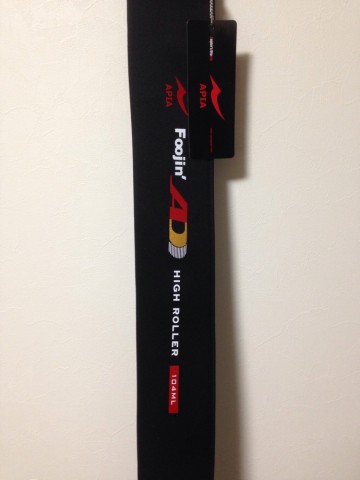 APIA
APIA
Foojin'
AD
HIGH ROLLER
104ML